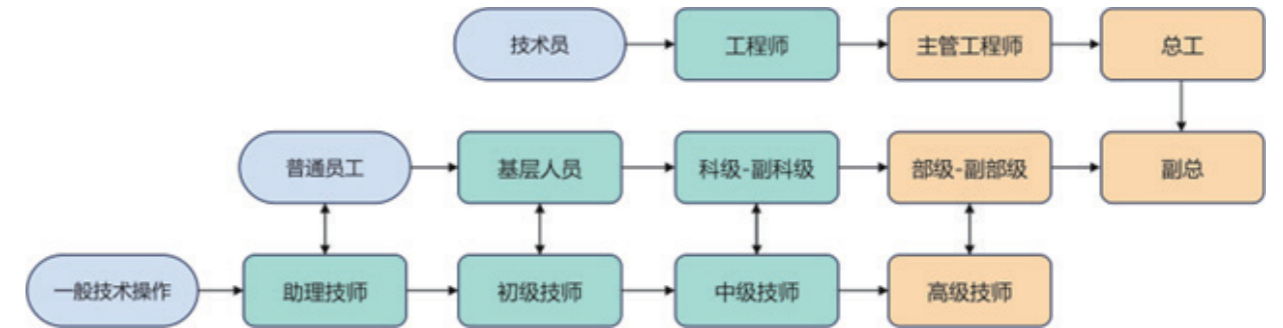 技术员
工程师
主管工程师
总工
普通员工
基层人员
科级-副科级
部级-副部级
副总
一般技术操作
助理技师
初级技师
中级技师
高级技师